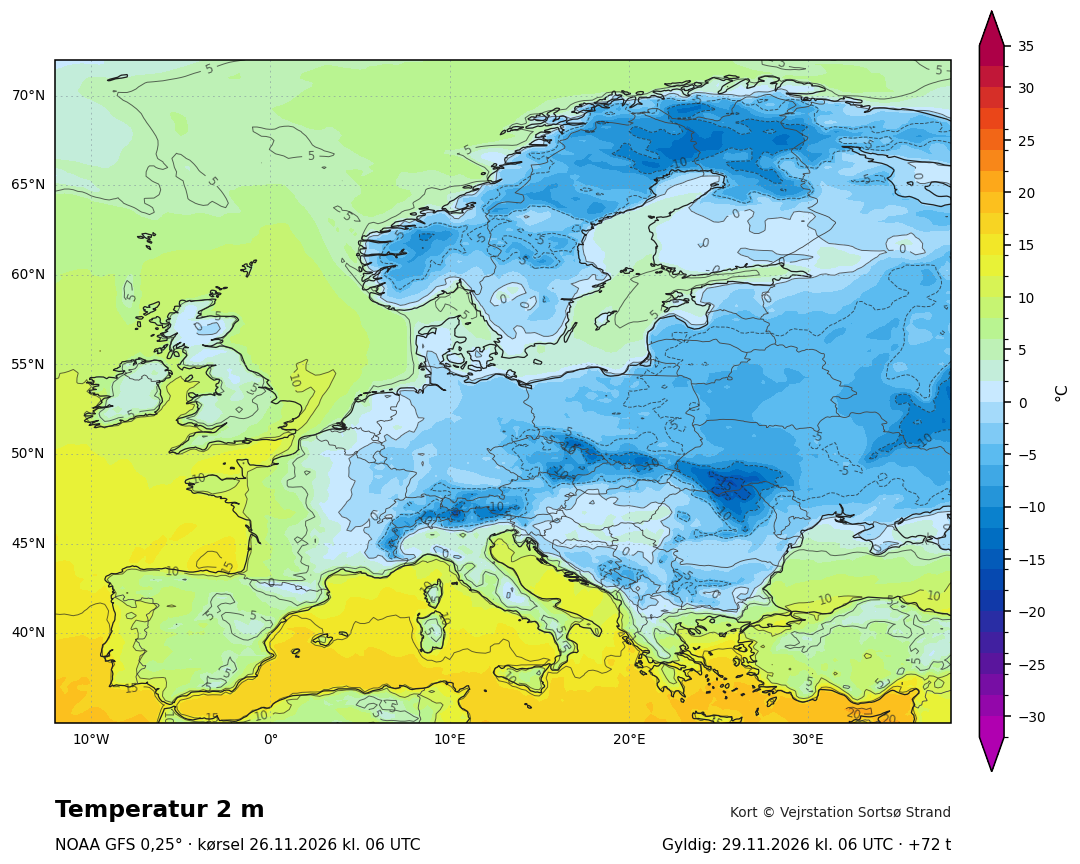 70°N
65°N
60°N
55°N
50°N
45°N
40°N
10°W
0°
10°E
20°E
30°E
35
30
25
20
15
10
5
0
−5
−10
−15
−20
−25
−30
°C
Temperatur 2 m
Kort © Vejrstation Sortsø Strand
NOAA GFS 0,25° · kørsel 26.11.2026 kl. 06 UTC
Gyldig: 29.11.2026 kl. 06 UTC · +72 t